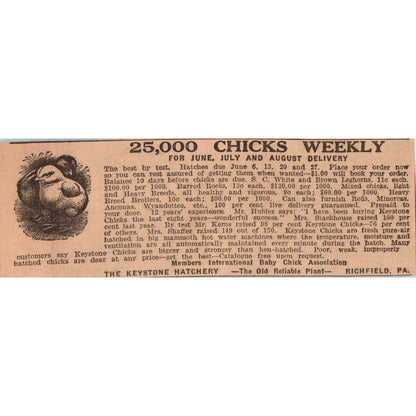 25,000 CHICKS WEEKLY
FOR JUNE, JULY AND AUGUST DELIVERY
The best by test. Hatches due June 6, 13, 20 and 27. Place your order now
so you can rest assured of getting them when wanted—$1.00 will book your order.
Balance 10 days before chicks are due. S. C. White and Brown Leghorns, 11c each,
$100.00 per 1000. Barred Rocks, 13c each, $120.00 per 1000. Mixed chicks, light
and Heavy Breeds, all healthy and vigorous, 9c each; $80.00 per 1000. Heavy
Breed Broilers, 10c each; $90.00 per 1000. Can also furnish Reds, Minorcas,
Anconas, Wyandottes, etc., 100 per cent live delivery guaranteed. Prepaid to
your door. 12 years' experience. Mr. Hubler says: "I have been buying Keystone
Chicks the last eight years—wonderful success." Mrs. Stackhouse raised 100 per
cent last year. By test Mr. Kerns raised 98 per cent Keystone Chicks—76 per cent
of others. Mrs. Shaffer raised 149 out of 156. Keystone Chicks are fresh pure-air
hatched in big mammoth hot water machines where the temperature, moisture and
ventilation are all automatically maintained every minute during the hatch. Many
customers say Keystone Chicks are bigger and stronger than hen-hatched. Poor, weak, improperly
hatched chicks are dear at any price—get the best—Catalogue free upon request.
Members International Baby Chick Association
THE KEYSTONE HATCHERY —The Old Reliable Plant— RICHFIELD, PA.